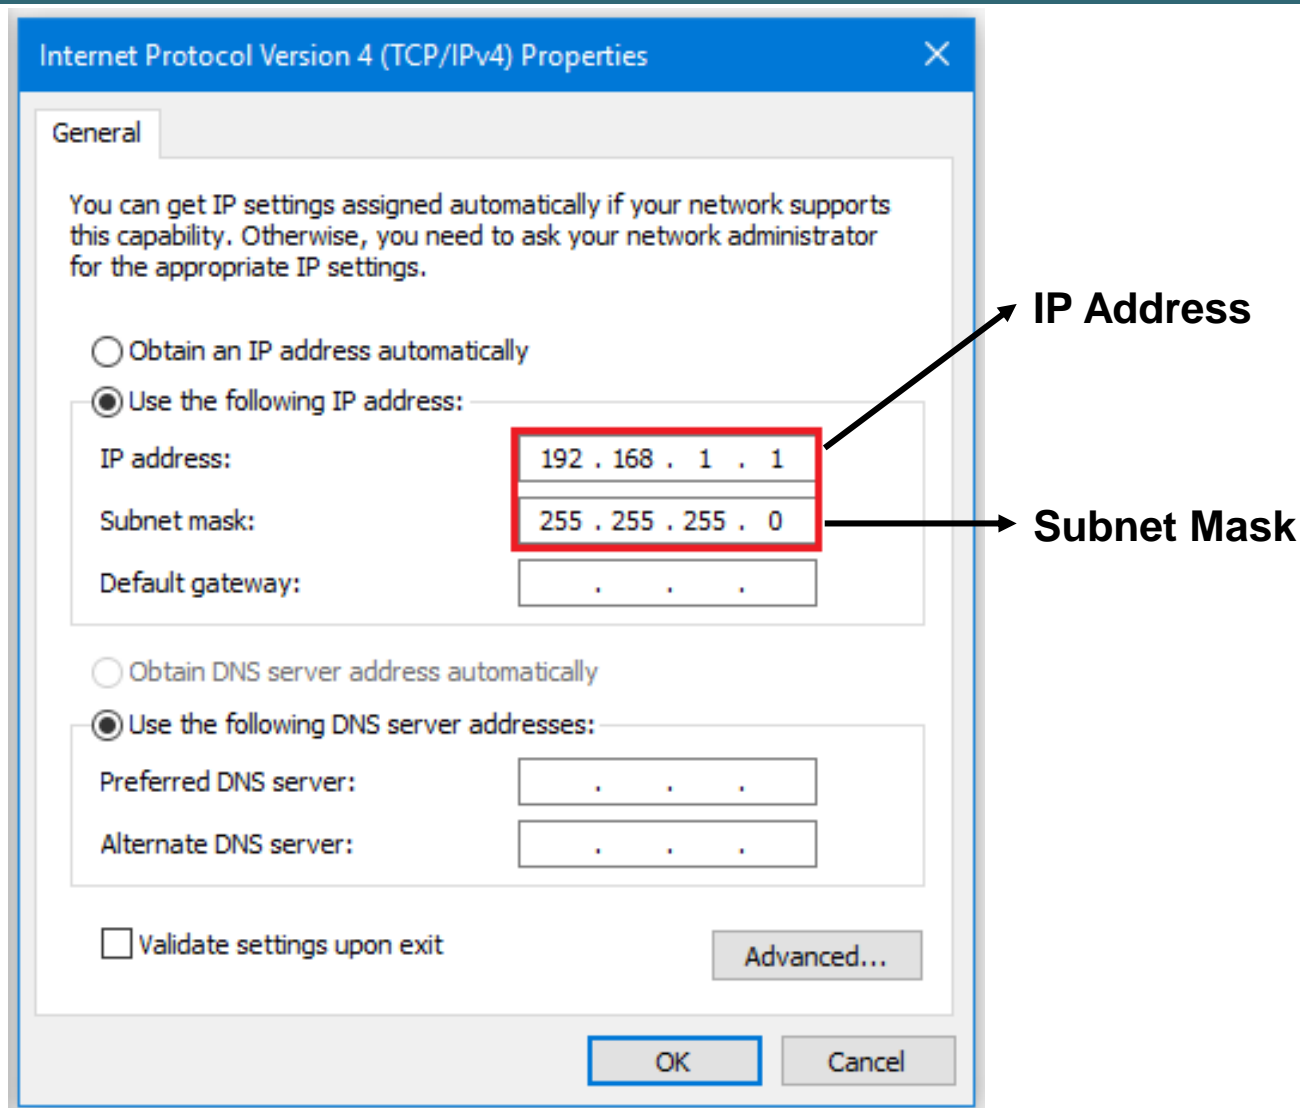 Internet Protocol Version 4 (TCP/IPv4) Properties
General
You can get IP settings assigned automatically if your network supports
this capability. Otherwise, you need to ask your network administrator
for the appropriate IP settings.
IP Address
Obtain an IP address automatically
Use the following IP address:
IP address: 192 . 168 . 1 . 1
Subnet mask: 255 . 255 . 255 . 0
Subnet Mask
Default gateway: . . .
Obtain DNS server address automatically
Use the following DNS server addresses:
Preferred DNS server: . . .
Alternate DNS server: . . .
Validate settings upon exit
Advanced...
OK Cancel